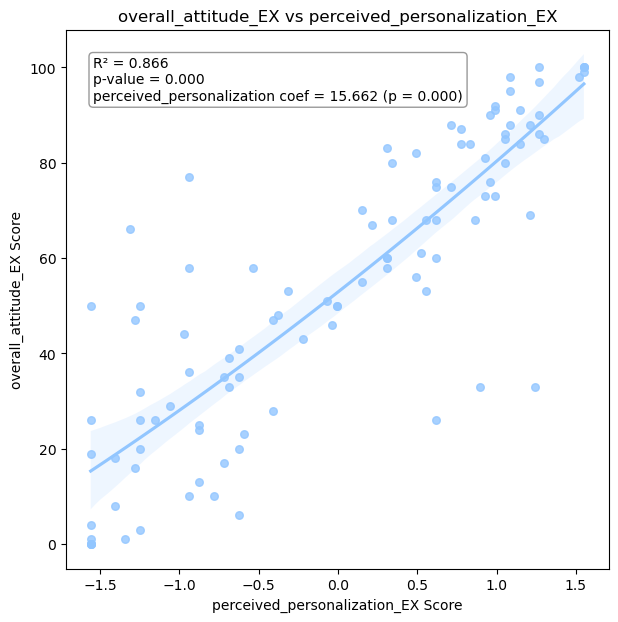 overall_attitude_EX vs perceived_personalization_EX
R² = 0.866
p-value = 0.000
perceived_personalization coef = 15.662 (p = 0.000)
100
80
60
40
20
0
overall_attitude_EX Score
−1.5 −1.0 −0.5 0.0 0.5 1.0 1.5
perceived_personalization_EX Score